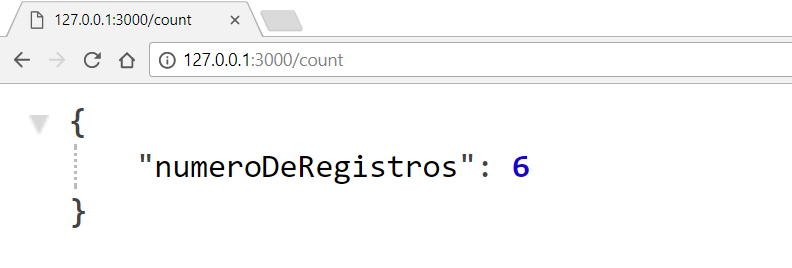 127.0.0.1:3000/count
127.0.0.1:3000/count
{
"numeroDeRegistros": 6
}